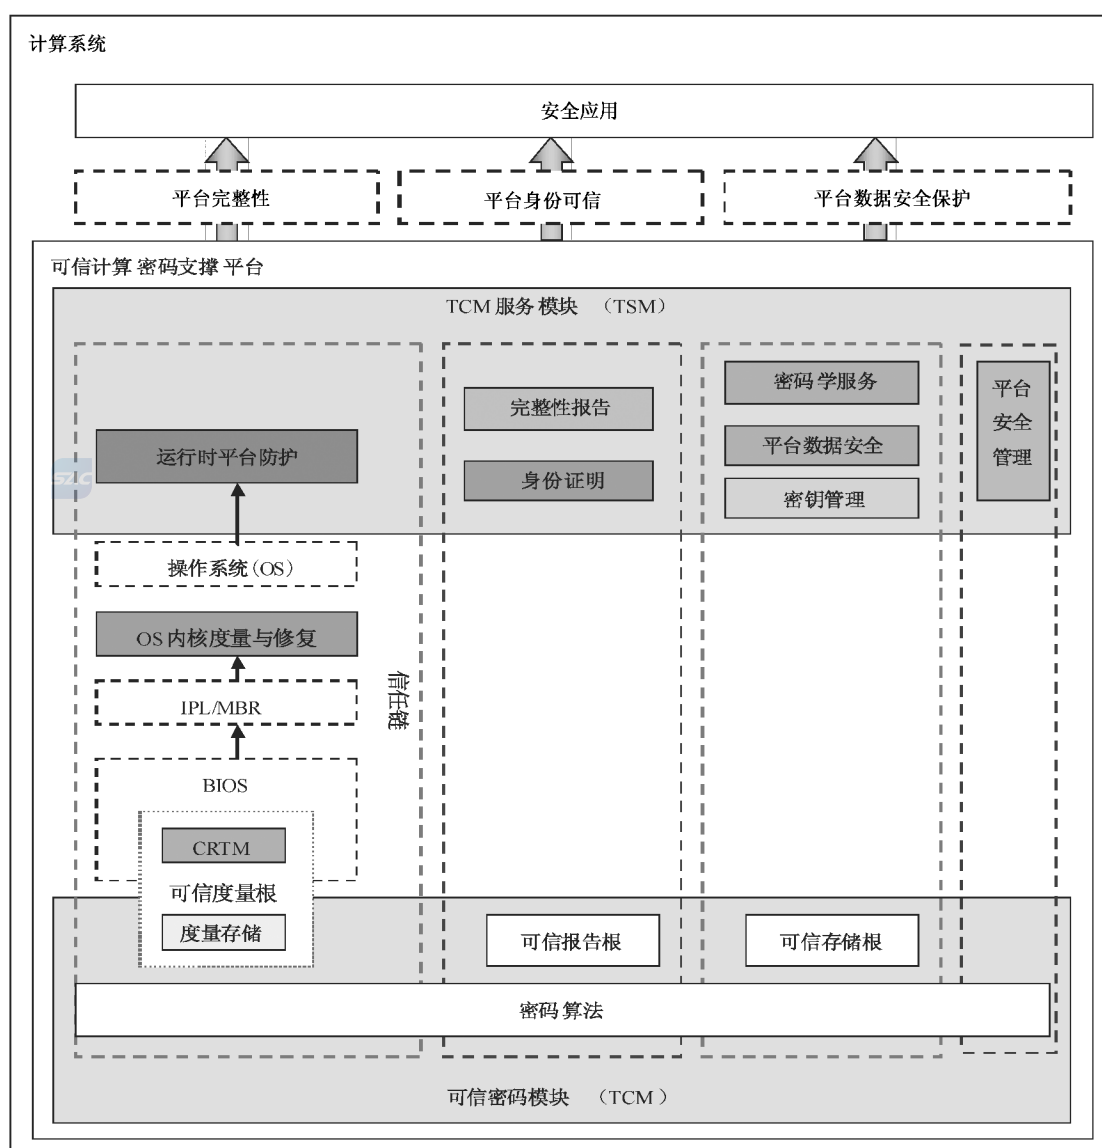 计算系统
安全应用
平台完整性
平台身份可信
平台数据安全保护
可信计算密码支撑平台
TCM 服务模块 （TSM）
运行时平台防护
操作系统(OS)
OS 内核度量与修复
IPL/MBR
BIOS
CRTM
可信度量根
度量存储
信任链
完整性报告
身份证明
可信报告根
密码学服务
平台数据安全
密钥管理
可信存储根
平台
安全
管理
密码算法
可信密码模块 （TCM）
SZC